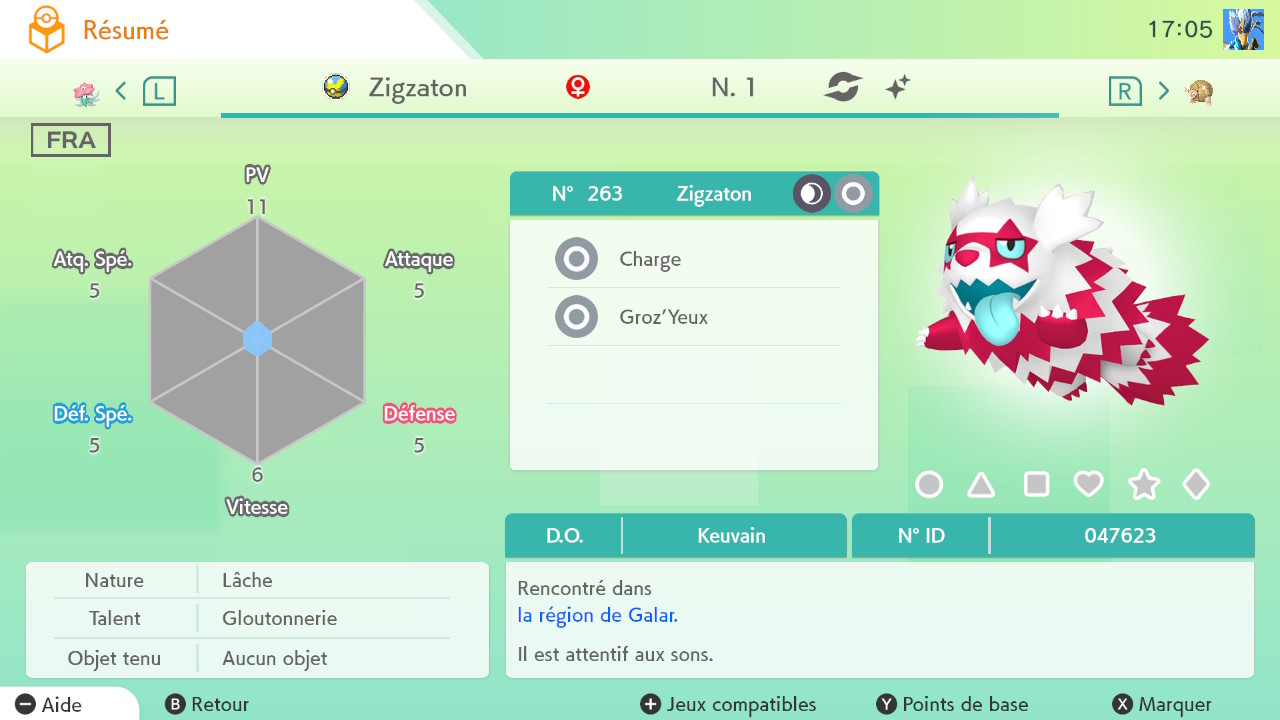 Résumé
17:05
L
Zigzaton
N. 1
R
FRA
PV
11
Atq. Spé.
5
Attaque
5
Déf. Spé.
5
Défense
5
6
Vitesse
N° 263 Zigzaton
Charge
Groz’Yeux
D.O. Keuvain
N° ID 047623
Nature Lâche
Talent Gloutonnerie
Objet tenu Aucun objet
Rencontré dans
la région de Galar.
Il est attentif aux sons.
Aide
B Retour
Jeux compatibles
Y Points de base
X Marquer